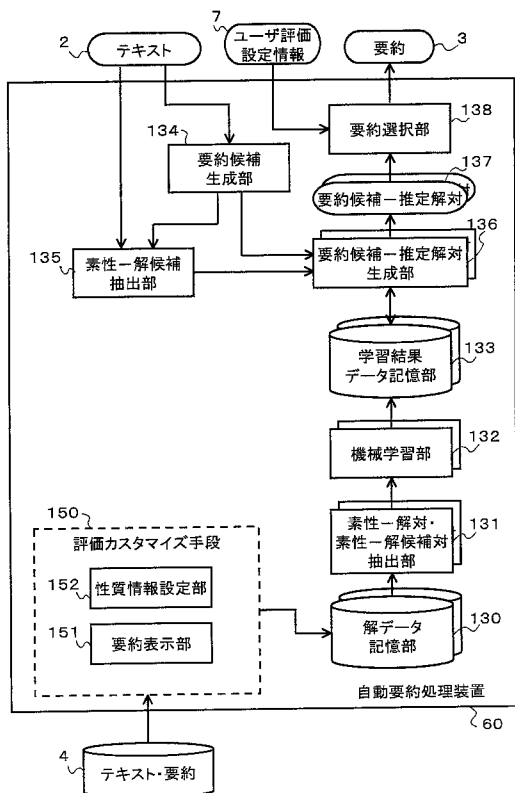 2
テキスト
7
ユーザ評価
設定情報
要約
3
134
要約候補
生成部
要約選択部
138
137
要約候補−推定解対
135
素性−解候補
抽出部
要約候補−推定解対
生成部
136
学習結果
データ記憶部
133
機械学習部
132
150
評価カスタマイズ手段
素性−解対・
素性−解候補対
抽出部
131
152
性質情報設定部
151
要約表示部
解データ
記憶部
130
自動要約処理装置
60
4
テキスト・要約